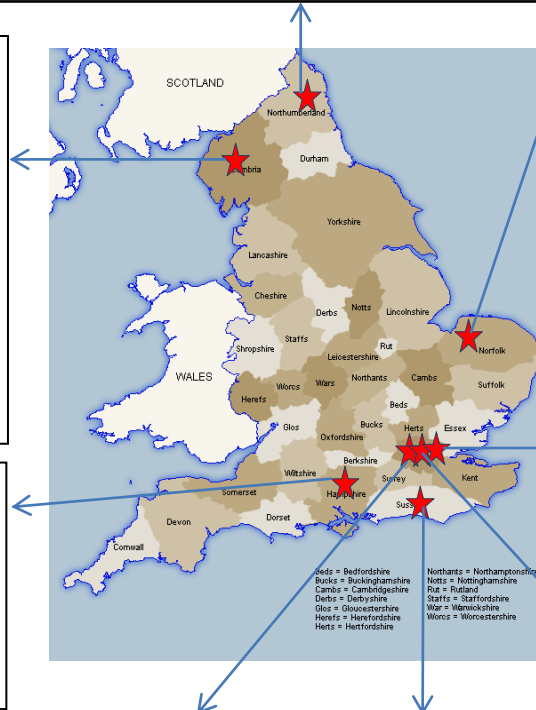 SCOTLAND
Northumberland
mbria
Durham
Yorkshire
Lancashire
Cheshire
Derbs
Notts
Lincolnshire
Shropshire
Staffs
Rut
Norfolk
Leicestershire
WALES
Herefs
Worcs
Wars
Northants
Cambs
Suffolk
Beds
Glos
Bucks
Herts
Essex
Oxfordshire
Berkshire
Wiltshire
Surrey
Kent
Somerset
Hampshire
Suss
Devon
Dorset
Cornwall
Beds = Bedfordshire
Bucks = Buckinghamshire
Cambs = Cambridgeshire
Derbs = Derbyshire
Glos = Gloucestershire
Herefs = Herefordshire
Herts = Hertfordshire
Northants = Northamptonshire
Notts = Nottinghamshire
Rut = Rutland
Staffs = Staffordshire
War = Warwickshire
Worcs = Worcestershire